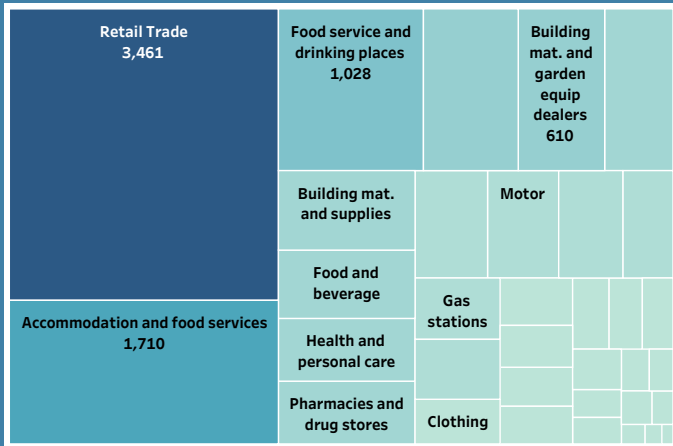 Retail Trade
3,461
Accommodation and food services
1,710
Food service and
drinking places
1,028
Building
mat. and
garden
equip
dealers
610
Building mat.
and supplies
Food and
beverage
Health and
personal care
Pharmacies and
drug stores
Motor
Gas
stations
Clothing